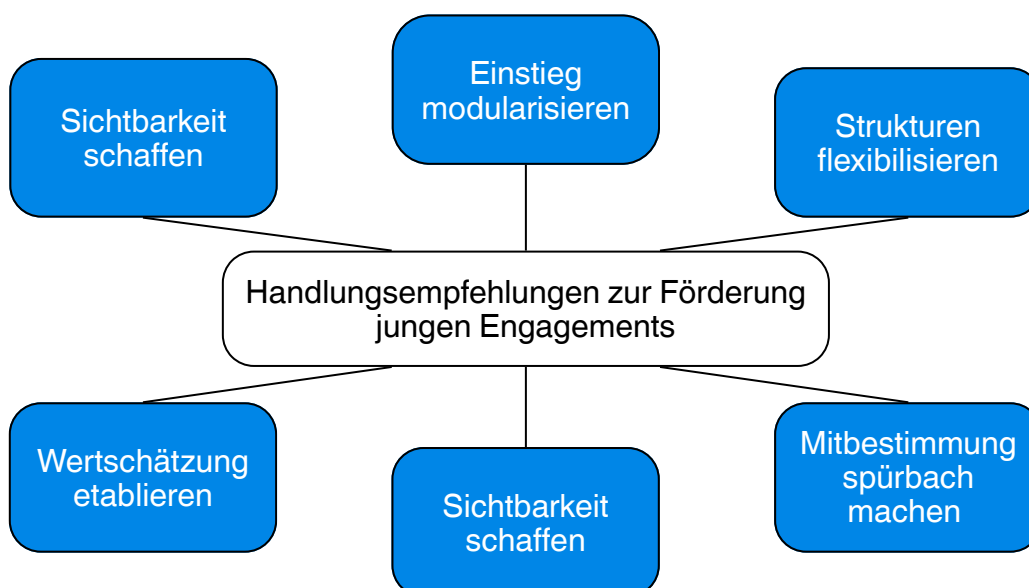 Sichtbarkeit
schaffen
Einstieg
modularisieren
Strukturen
flexibilisieren
Handlungsempfehlungen zur Förderung
jungen Engagements
Wertschätzung
etablieren
Sichtbarkeit
schaffen
Mitbestimmung
spürbach
machen